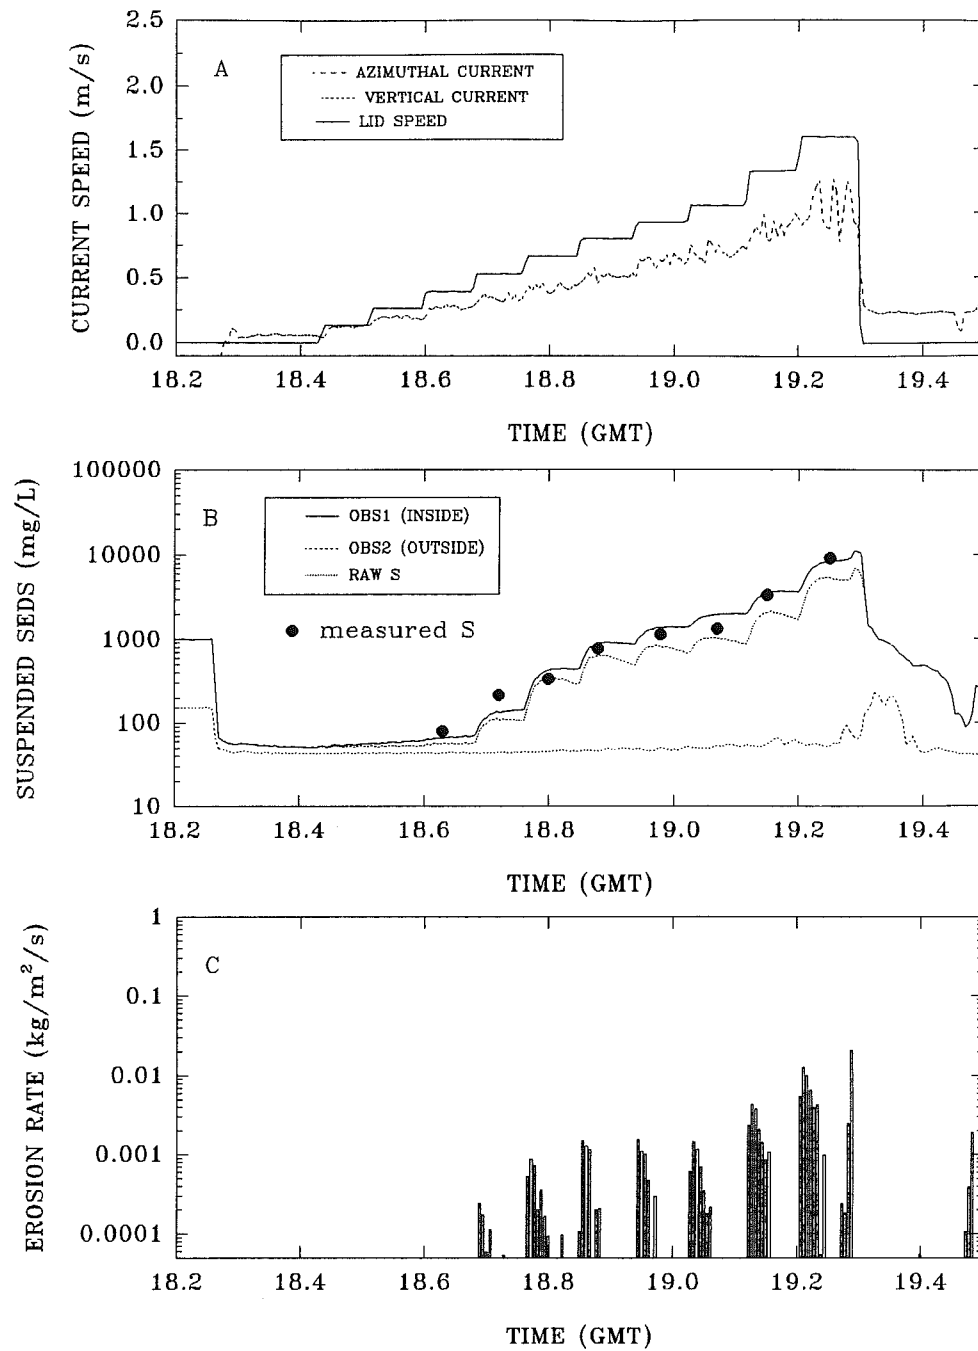 2.5
2.0
1.5
1.0
0.5
0.0
CURRENT SPEED (m/s)
A
AZIMUTHAL CURRENT
VERTICAL CURRENT
LID SPEED
18.2 18.4 18.6 18.8 19.0 19.2 19.4
TIME (GMT)
100000
10000
1000
100
10
SUSPENDED SEDS (mg/L)
B
OBS1 (INSIDE)
OBS2 (OUTSIDE)
RAW S
measured S
18.2 18.4 18.6 18.8 19.0 19.2 19.4
TIME (GMT)
1
0.1
0.01
0.001
0.0001
EROSION RATE (kg/m²/s)
C
18.2 18.4 18.6 18.8 19.0 19.2 19.4
TIME (GMT)